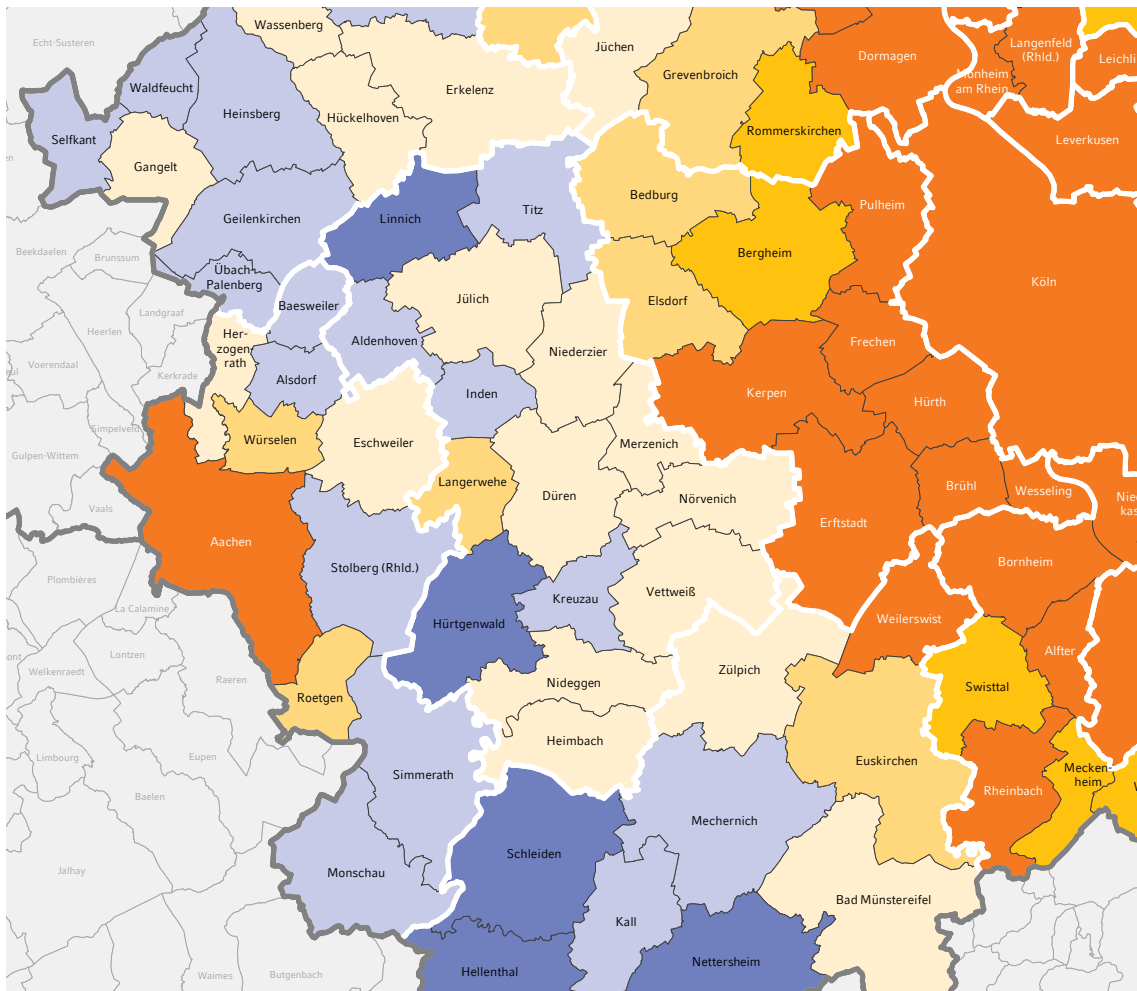 Echt-Susteren
Wassenberg
Jüchen
Dormagen
Langenfeld
(Rhld.)
Leichli
Grevenbroich
Monheim
am Rhein
Waldfeucht
Heinsberg
Erkelenz
Hückelhoven
Rommerskirchen
Leverkusen
Selfkant
Gangelt
Bedburg
Pulheim
Geilenkirchen
Linnich
Titz
Beekdaelen
Brunssum
Bergheim
Köln
Übach-
Palenberg
Baesweiler
Jülich
Elsdorf
Landgraaf
Heerlen
Her-
zogen-
rath
Aldenhoven
Niederzier
Frechen
Voerendaal
Kerkrade
Alsdorf
Inden
Kerpen
Hürth
Simpelveld
Würselen
Eschweiler
Merzenich
Gulpen-Wittem
Langerwehe
Düren
Nörvenich
Brühl
Wesseling
Nie
kas
Vaals
Erftstadt
Aachen
Stolberg (Rhld.)
Bornheim
Plombières
La Calamine
Kreuzau
Vettweiß
Hürtgenwald
Weilerswist
Lontzen
ont
Welkenraedt
Raeren
Alfter
Zülpich
Nideggen
Swisttal
Roetgen
Heimbach
Limbourg
Eupen
Euskirchen
Simmerath
Mecken-
heim
Baelen
Rheinbach
Mechernich
Schleiden
Jalhay
Monschau
Bad Münstereifel
Kall
Nettersheim
Hellenthal
Waimes
Butgenbach